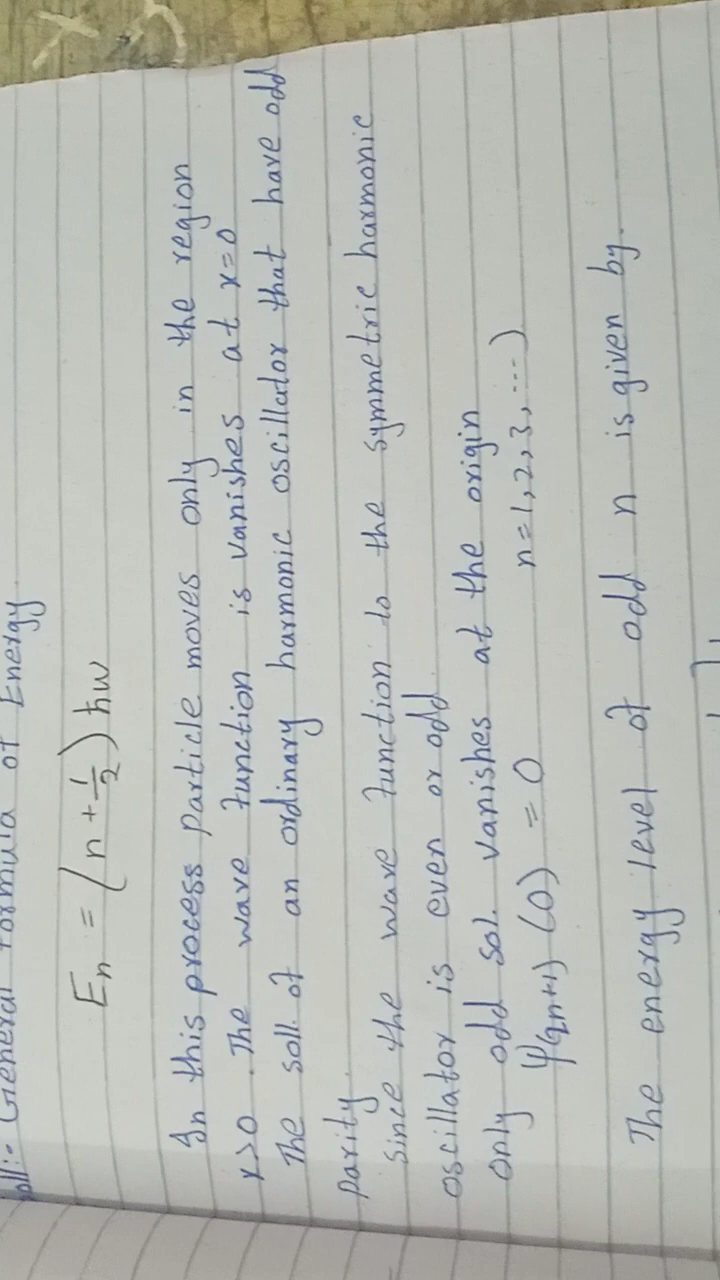 Soll:- General formula of Energy
En = (n + 1/2) ħw
In this process particle moves only in the region
x>0. The wave function is vanishes at x=0
The soll. of an ordinary harmonic oscillator that have odd
parity.
Since the wave function to the symmetric harmonic
oscillator is even or odd.
only odd sol. vanishes at the origin
Ψ(2n+1) (0) = 0 n=1,2,3,...)
The energy level of odd n is given by.